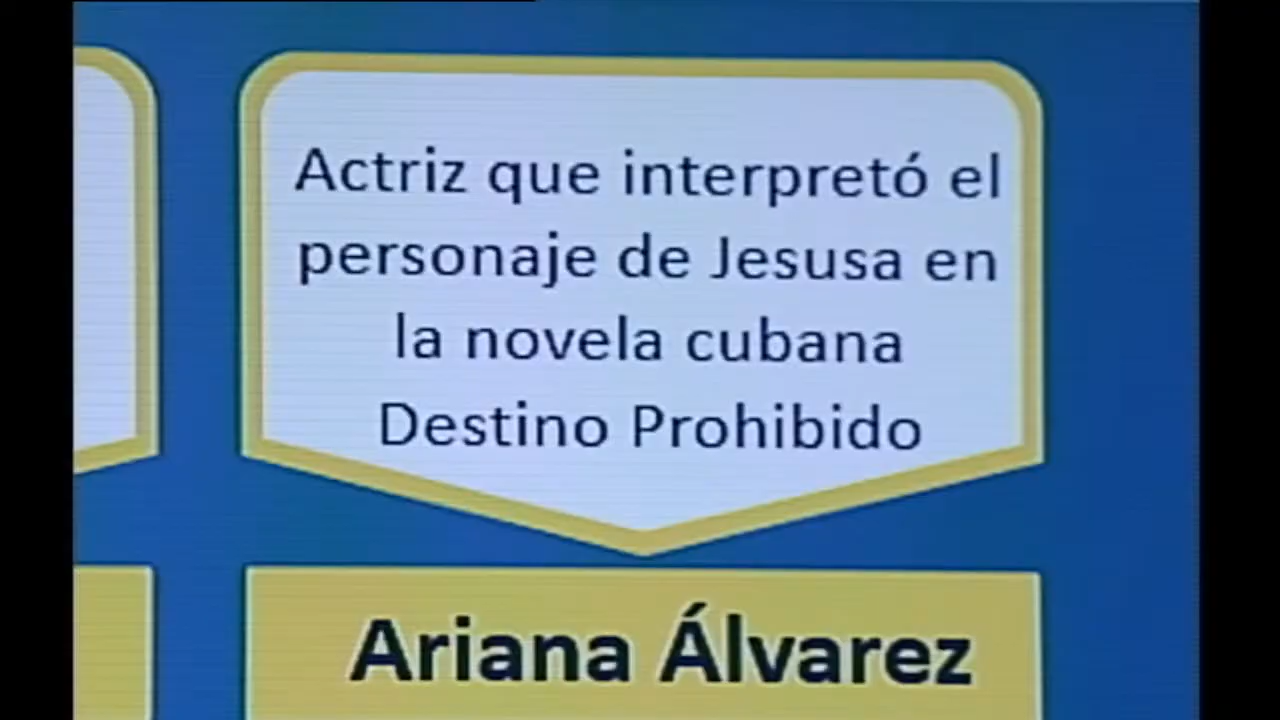 Actriz que interpretó el
personaje de Jesusa en
la novela cubana
Destino Prohibido
Ariana Álvarez